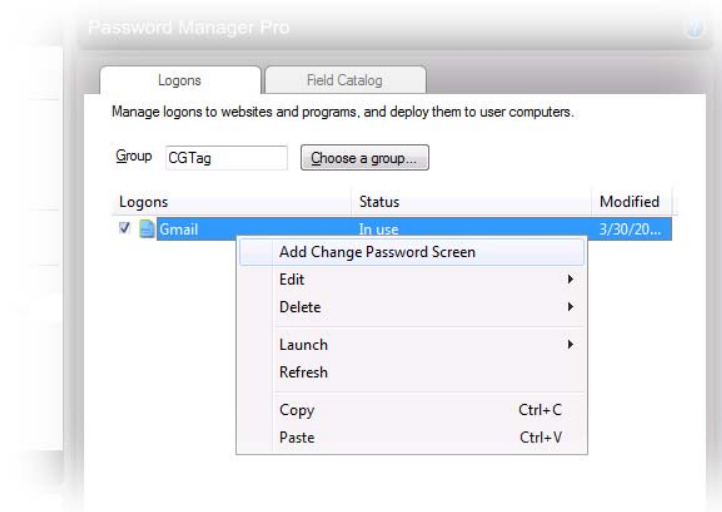 Password Manager Pro
Logons Field Catalog
Manage logons to websites and programs, and deploy them to user computers.
Group CGTag Choose a group...
Logons Status Modified
Gmail In use 3/30/20...
Add Change Password Screen
Edit
Delete
Launch
Refresh
Copy Ctrl+C
Paste Ctrl+V